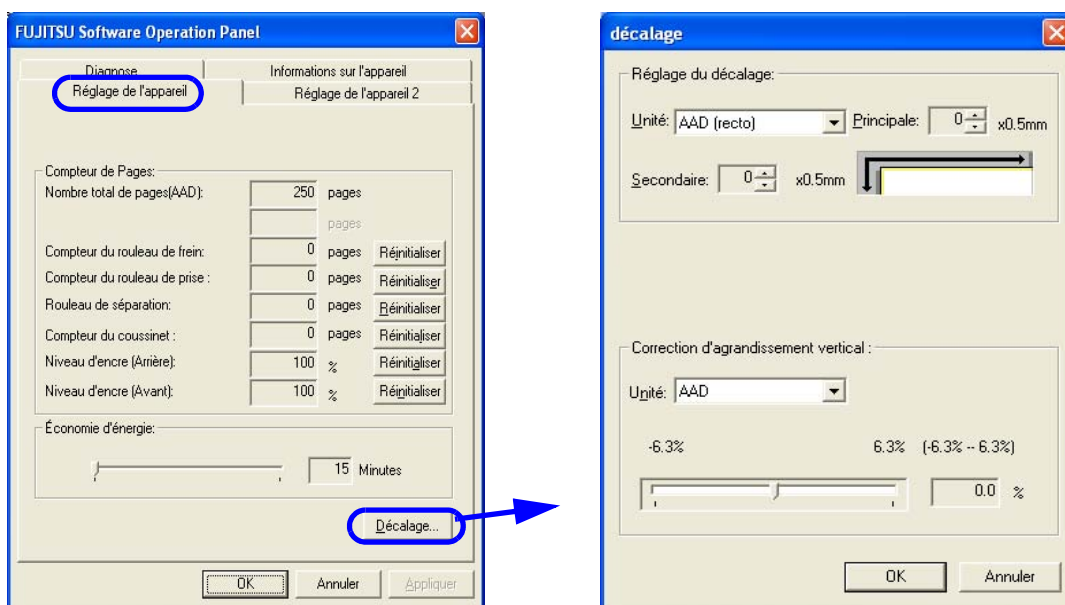 FUJITSU Software Operation Panel
Diagnose
Informations sur l'appareil
Réglage de l'appareil
Réglage de l'appareil 2
Compteur de Pages:
Nombre total de pages(AAD): 250 pages
pages
Compteur du rouleau de frein: 0 pages Réinitialiser
Compteur du rouleau de prise : 0 pages Réinitialiser
Rouleau de séparation: 0 pages Réinitialiser
Compteur du coussinet : 0 pages Réinitialiser
Niveau d'encre (Arrière): 100 % Réinitialiser
Niveau d'encre (Avant): 100 % Réinitialiser
Économie d'énergie:
15 Minutes
Décalage...
OK Annuler Appliquer
décalage
Réglage du décalage:
Unité: AAD (recto) Principale: 0 x0.5mm
Secondaire: 0 x0.5mm
Correction d'agrandissement vertical :
Unité: AAD
-6.3% 6.3% (-6.3% -- 6.3%)
0.0 %
OK Annuler